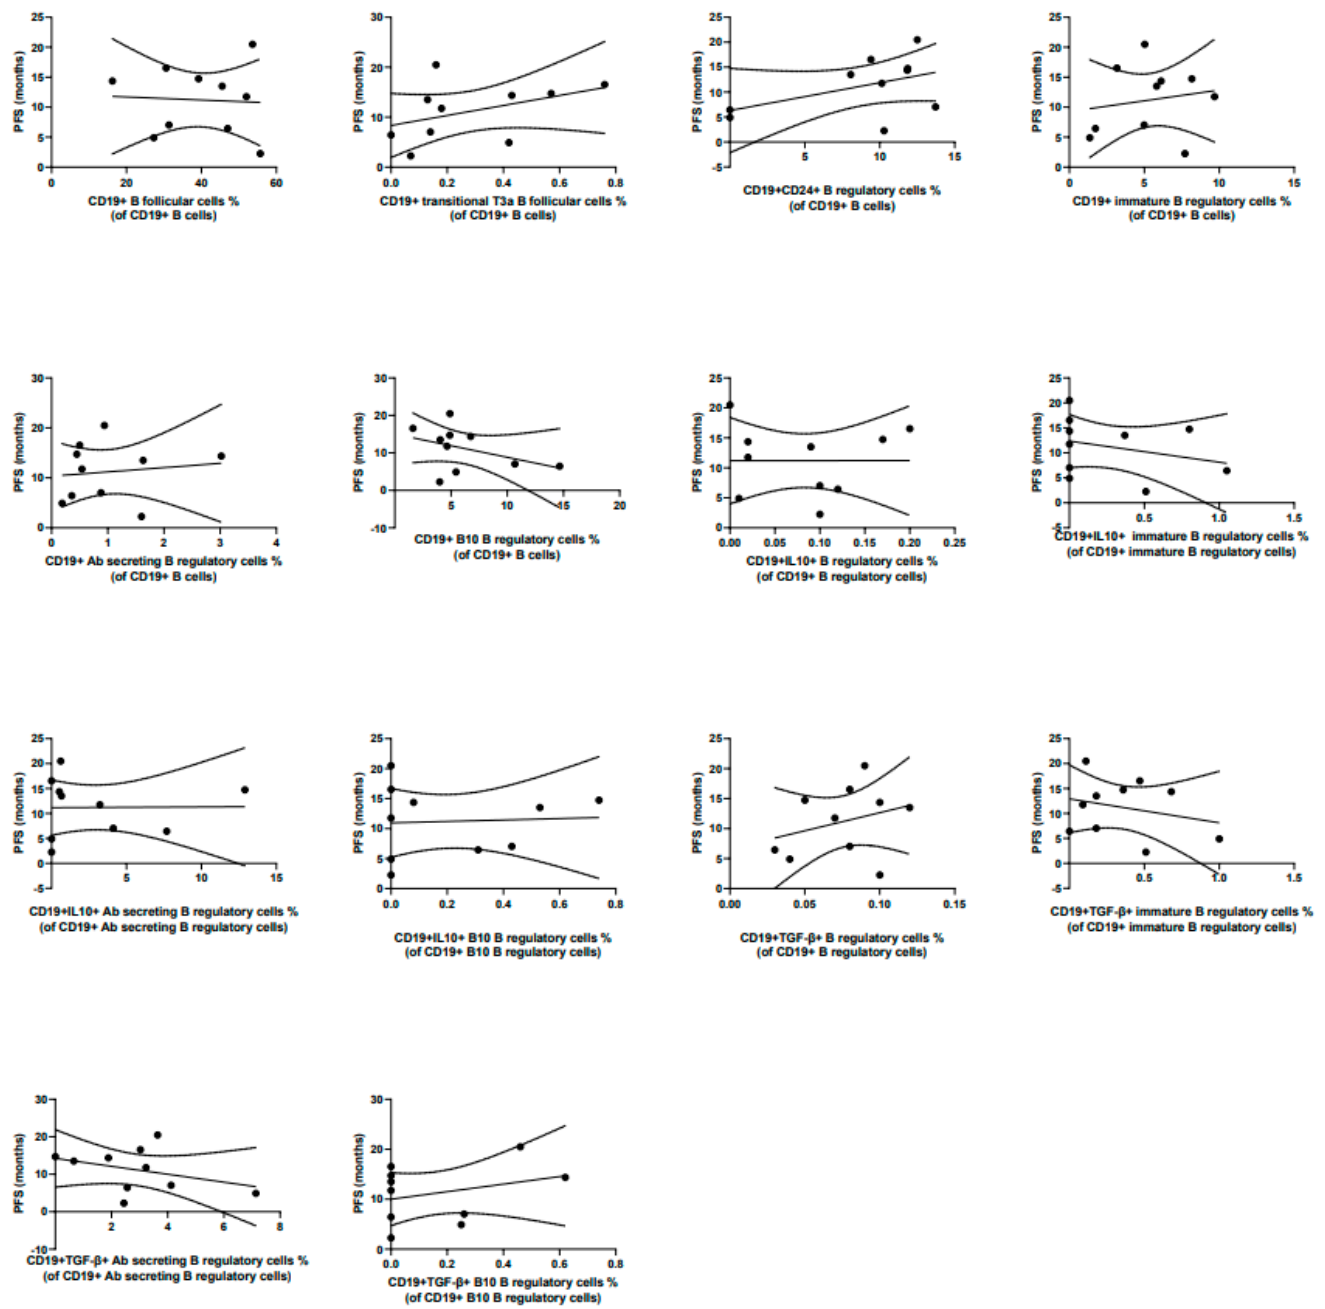 25
20
15
10
5
0
PFS (months)
0 20 40 60
CD19+ B follicular cells %
(of CD19+ B cells)
30
20
10
0
PFS (months)
0.0 0.2 0.4 0.6 0.8
CD19+ transitional T3a B follicular cells %
(of CD19+ B cells)
25
20
15
10
5
0
-5
PFS (months)
5 10 15
CD19+CD24+ B regulatory cells %
(of CD19+ B cells)
25
20
15
10
5
0
PFS (months)
0 5 10 15
CD19+ immature B regulatory cells %
(of CD19+ B cells)
30
20
10
0
PFS (months)
0 1 2 3 4
CD19+ Ab secreting B regulatory cells %
(of CD19+ B cells)
30
20
10
0
-10
PFS (months)
5 10 15 20
CD19+ B10 B regulatory cells %
(of CD19+ B cells)
25
20
15
10
5
0
PFS (months)
0.00 0.05 0.10 0.15 0.20 0.25
CD19+IL10+ B regulatory cells %
(of CD19+ B regulatory cells)
25
20
15
10
5
0
-5
PFS (months)
0.5 1.0 1.5
CD19+IL10+ immature B regulatory cells %
(of CD19+ immature B regulatory cells)
25
20
15
10
5
0
-5
PFS (months)
5 10 15
CD19+IL10+ Ab secreting B regulatory cells %
(of CD19+ Ab secreting B regulatory cells)
25
20
15
10
5
0
PFS (months)
0.0 0.2 0.4 0.6 0.8
CD19+IL10+ B10 B regulatory cells %
(of CD19+ B10 B regulatory cells)
25
20
15
10
5
0
PFS (months)
0.00 0.05 0.10 0.15
CD19+TGF-β+ B regulatory cells %
(of CD19+ B regulatory cells)
25
20
15
10
5
0
-5
PFS (months)
0.5 1.0 1.5
CD19+TGF-β+ immature B regulatory cells %
(of CD19+ immature B regulatory cells)
30
20
10
0
-10
PFS (months)
2 4 6 8
CD19+TGF-β+ Ab secreting B regulatory cells %
(of CD19+ Ab secreting B regulatory cells)
30
20
10
0
PFS (months)
0.0 0.2 0.4 0.6 0.8
CD19+TGF-β+ B10 B regulatory cells %
(of CD19+ B10 B regulatory cells)